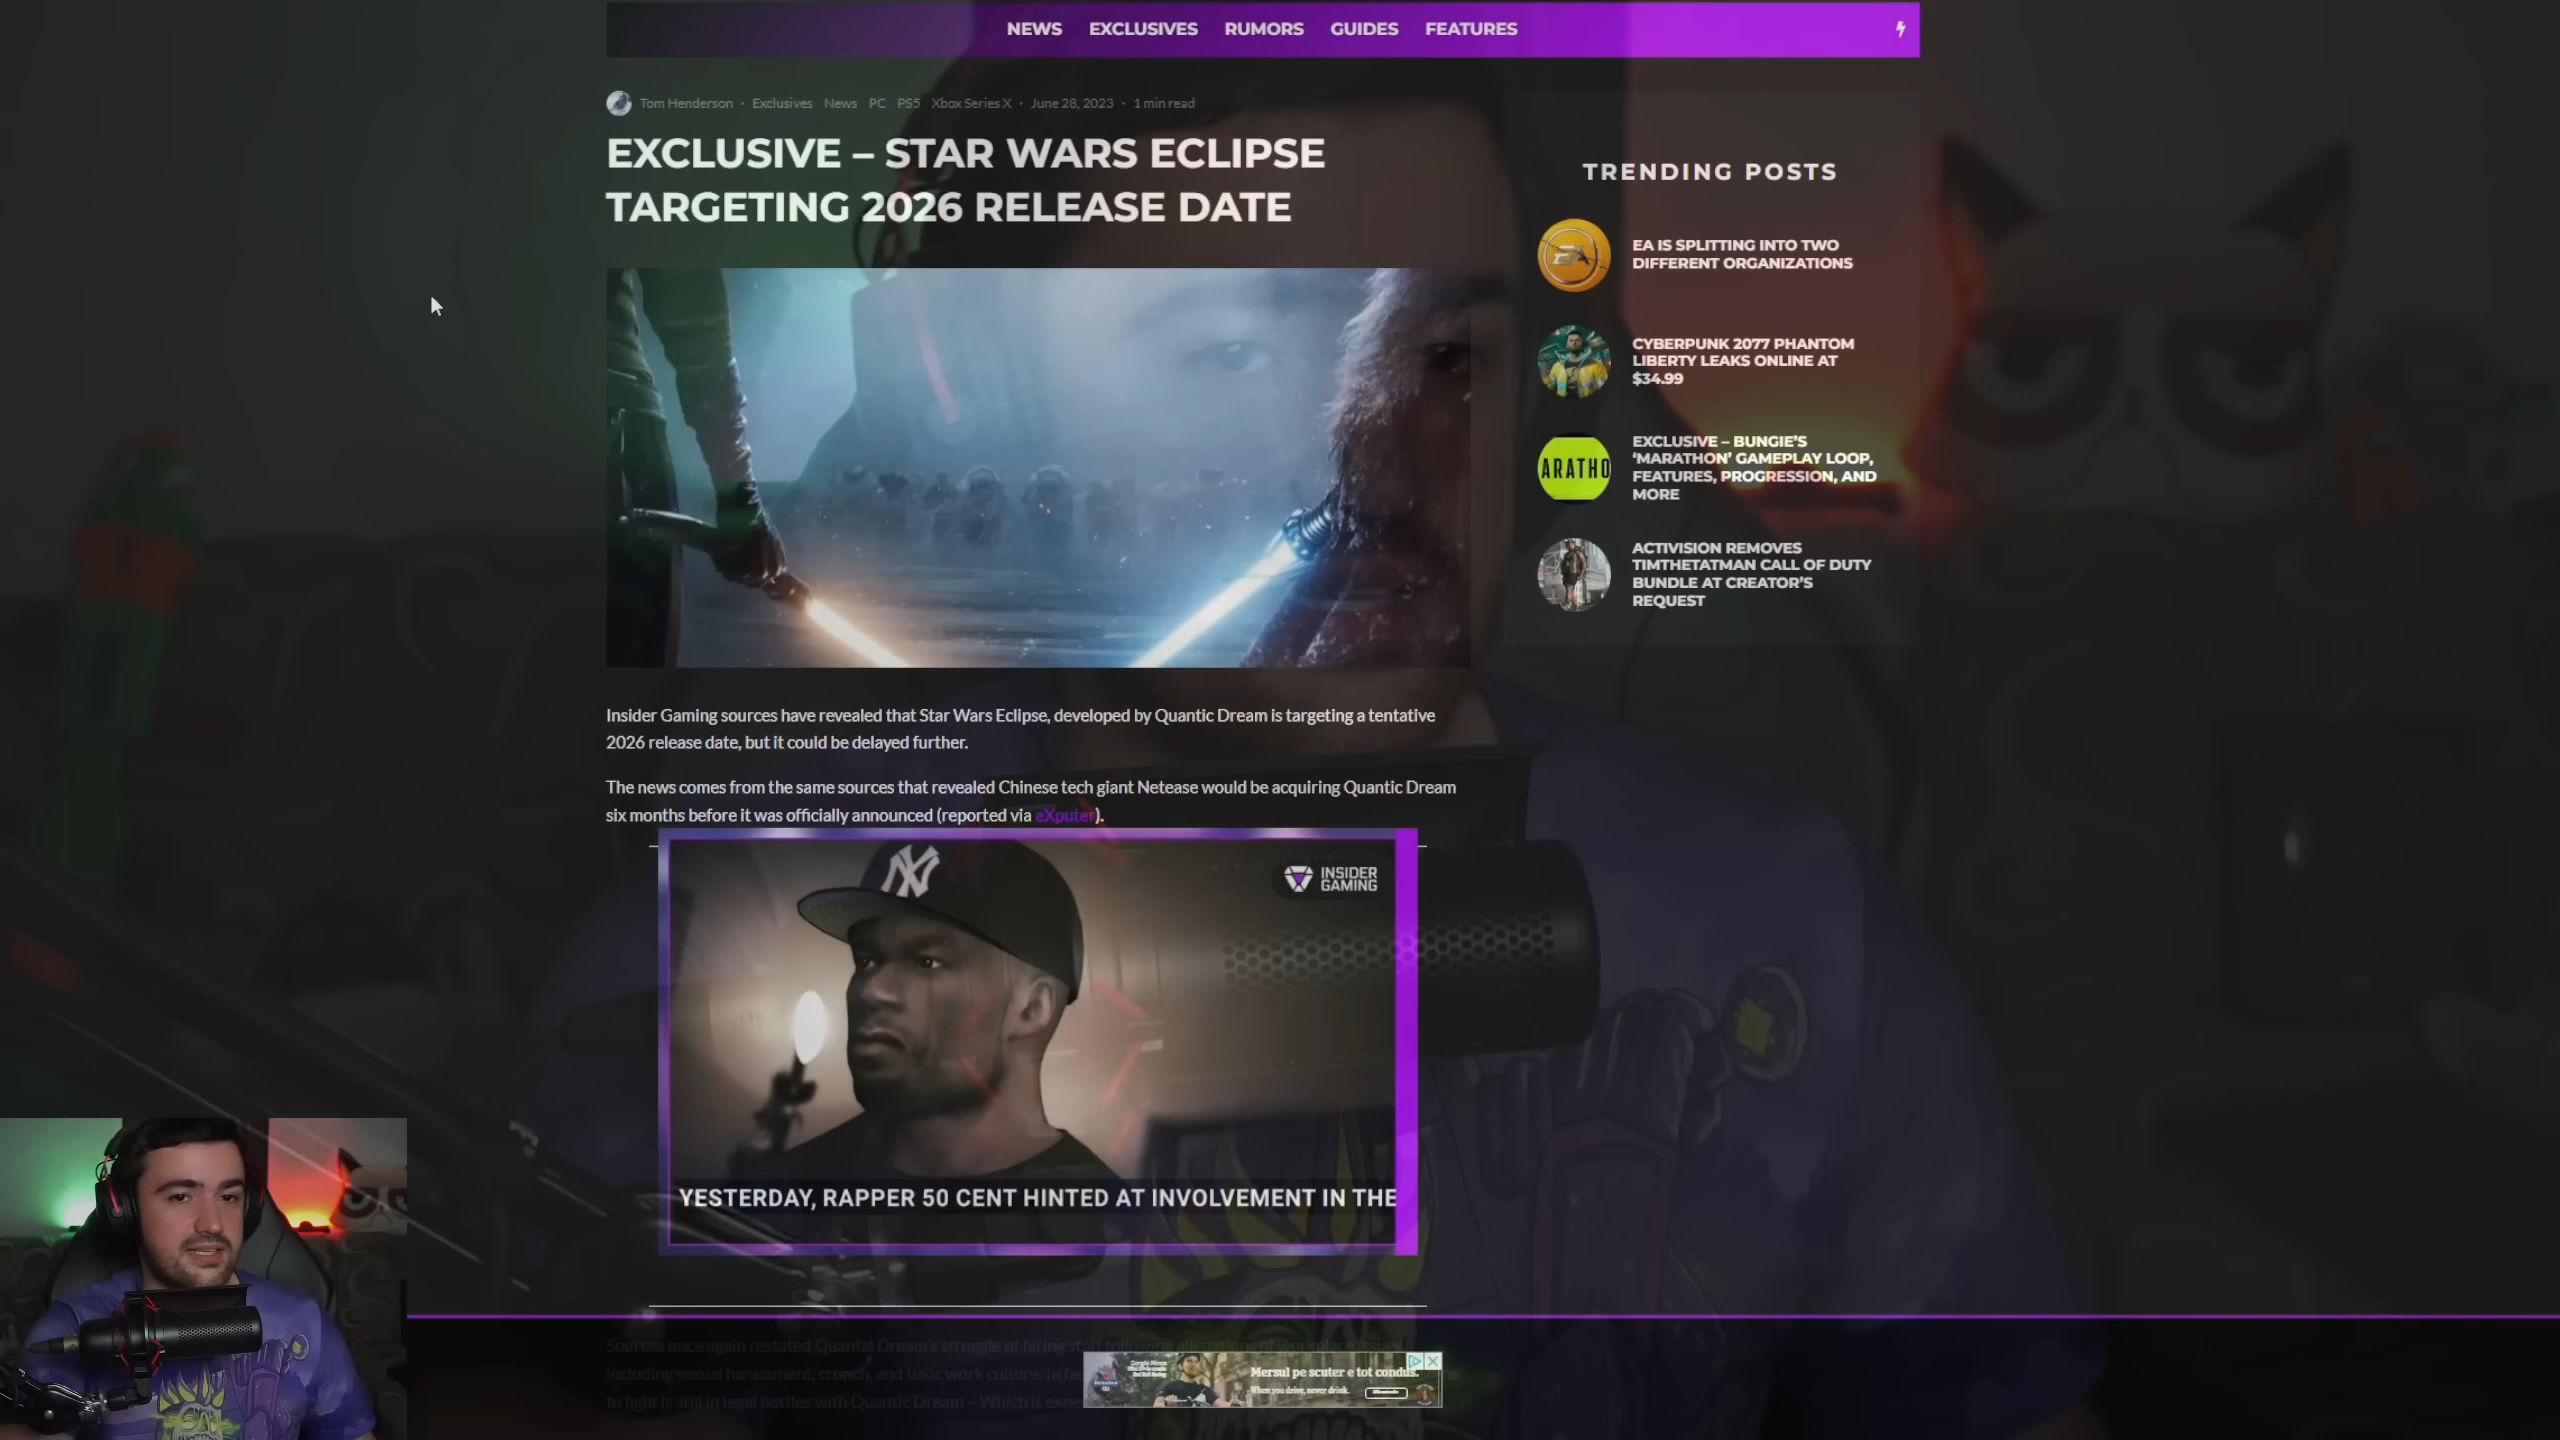 NEWS EXCLUSIVES RUMORS GUIDES FEATURES
Tom Henderson · Exclusives News PC PS5 Xbox Series X · June 28, 2023 · 1 min read
EXCLUSIVE – STAR WARS ECLIPSE
TARGETING 2026 RELEASE DATE
TRENDING POSTS
EA IS SPLITTING INTO TWO
DIFFERENT ORGANIZATIONS
CYBERPUNK 2077 PHANTOM
LIBERTY LEAKS ONLINE AT
$34.99
ARATHO
EXCLUSIVE – BUNGIE'S
'MARATHON' GAMEPLAY LOOP,
FEATURES, PROGRESSION, AND
MORE
ACTIVISION REMOVES
TIMTHETATMAN CALL OF DUTY
BUNDLE AT CREATOR'S
REQUEST
Insider Gaming sources have revealed that Star Wars Eclipse, developed by Quantic Dream is targeting a tentative
2026 release date, but it could be delayed further.
The news comes from the same sources that revealed Chinese tech giant Netease would be acquiring Quantic Dream
six months before it was officially announced (reported via eXputer).
NY
INSIDER
GAMING
YESTERDAY, RAPPER 50 CENT HINTED AT INVOLVEMENT IN THE
Sources once again restated Quantic Dream's struggle of hiring staff following allegations of workplace issues
including sexual harassment, crunch, and toxic work culture. In
to light is still in legal battles with Quantic Dream – Which is
Mersul pe scuter e tot condus.
When you drive, never drink.